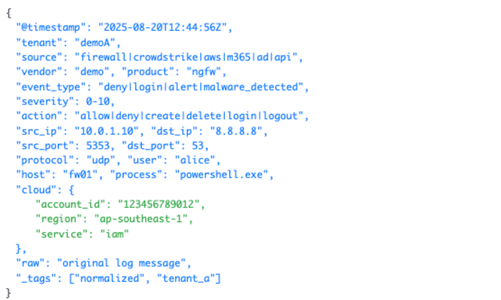 {
"@timestamp": "2025-08-20T12:44:56Z",
"tenant": "demoA",
"source": "firewall|crowdstrike|aws|m365|ad|api",
"vendor": "demo", "product": "ngfw",
"event_type": "deny|login|alert|malware_detected",
"severity": 0-10,
"action": "allow|deny|create|delete|login|logout",
"src_ip": "10.0.1.10", "dst_ip": "8.8.8.8",
"src_port": 5353, "dst_port": 53,
"protocol": "udp", "user": "alice",
"host": "fw01", "process": "powershell.exe",
"cloud": {
"account_id": "123456789012",
"region": "ap-southeast-1",
"service": "iam"
},
"raw": "original log message",
"_tags": ["normalized", "tenant_a"]
}